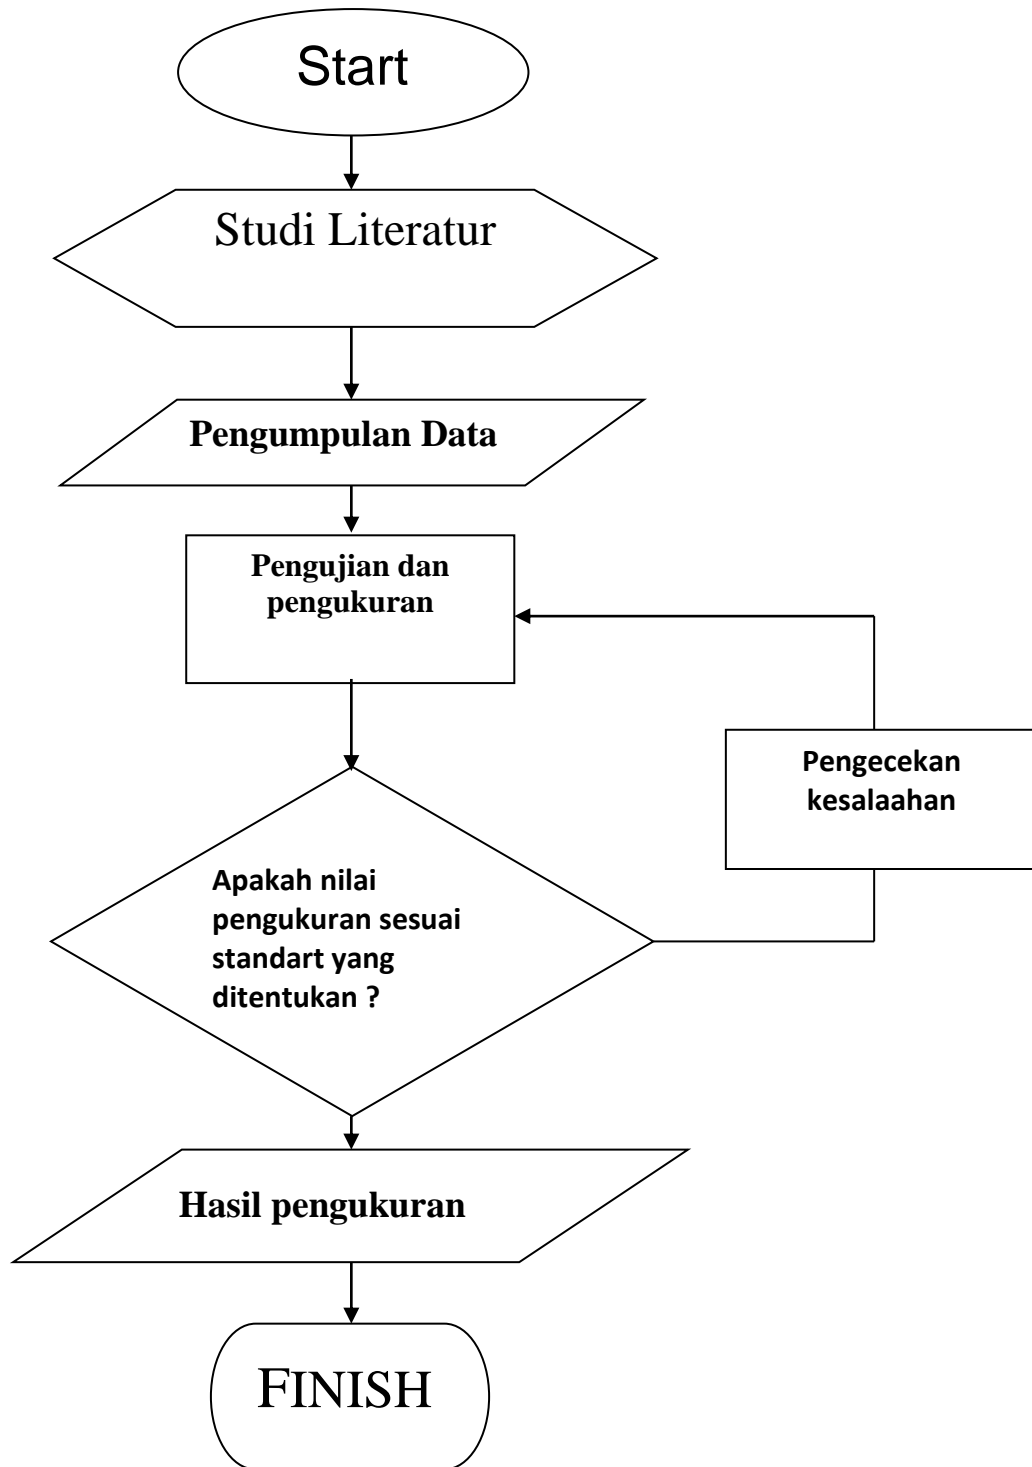 Start
Studi Literatur
Pengumpulan Data
Pengujian dan
pengukuran
Pengecekan
kesalaahan
Apakah nilai
pengukuran sesuai
standart yang
ditentukan ?
Hasil pengukuran
FINISH